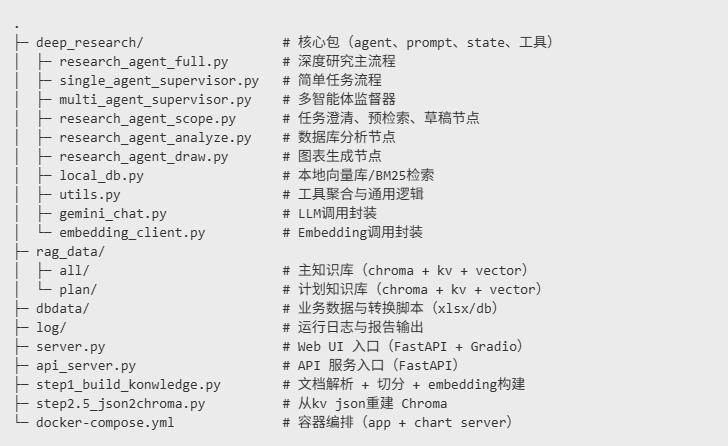 .
├─ deep_research/                 # 核心包（agent、prompt、state、工具）
│  ├─ research_agent_full.py      # 深度研究主流程
│  ├─ single_agent_supervisor.py  # 简单任务流程
│  ├─ multi_agent_supervisor.py   # 多智能体监督器
│  ├─ research_agent_scope.py     # 任务澄清、预检索、草稿节点
│  ├─ research_agent_analyze.py   # 数据库分析节点
│  ├─ research_agent_draw.py      # 图表生成节点
│  ├─ local_db.py                 # 本地向量库/BM25检索
│  ├─ utils.py                    # 工具聚合与通用逻辑
│  ├─ gemini_chat.py              # LLM调用封装
│  └─ embedding_client.py         # Embedding调用封装
├─ rag_data/
│  ├─ all/                        # 主知识库（chroma + kv + vector）
│  └─ plan/                       # 计划知识库（chroma + kv + vector）
├─ dbdata/                        # 业务数据与转换脚本（xlsx/db）
├─ log/                           # 运行日志与报告输出
├─ server.py                      # Web UI 入口（FastAPI + Gradio）
├─ api_server.py                  # API 服务入口（FastAPI）
├─ step1_build_konwledge.py       # 文档解析 + 切分 + embedding构建
├─ step2.5_json2chroma.py         # 从kv json重建 Chroma
└─ docker-compose.yml             # 容器编排（app + chart server）